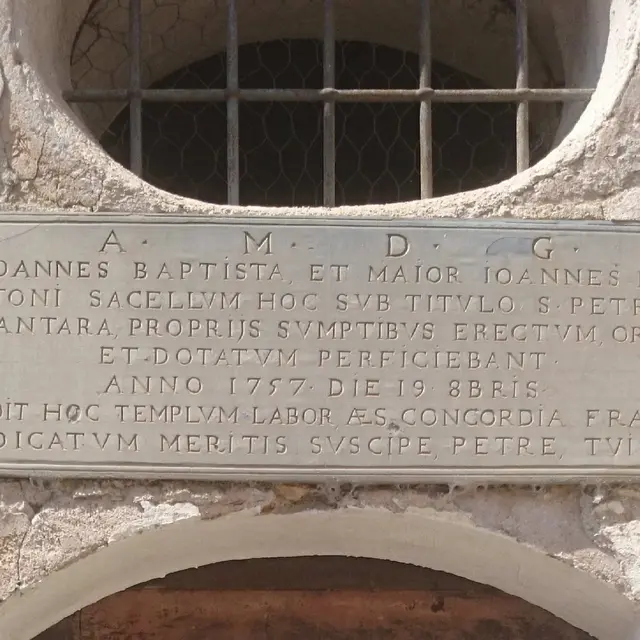 A · M · D · G ·
OANNES BAPTISTA, ET MAIOR IOANNES
TONI SACELLVM HOC SVB TITVLO S· PETR
ANTARA, PROPRIJS SVMPTIBVS ERECTVM, OR
ET DOTATVM PERFICIEBANT·
ANNO 1757· DIE 19 8BRIS·
DIT HOC TEMPLVM LABOR, ÆS, CONCORDIA FRA
DICATVM MERITIS SVSCIPE, PETRE, TVI